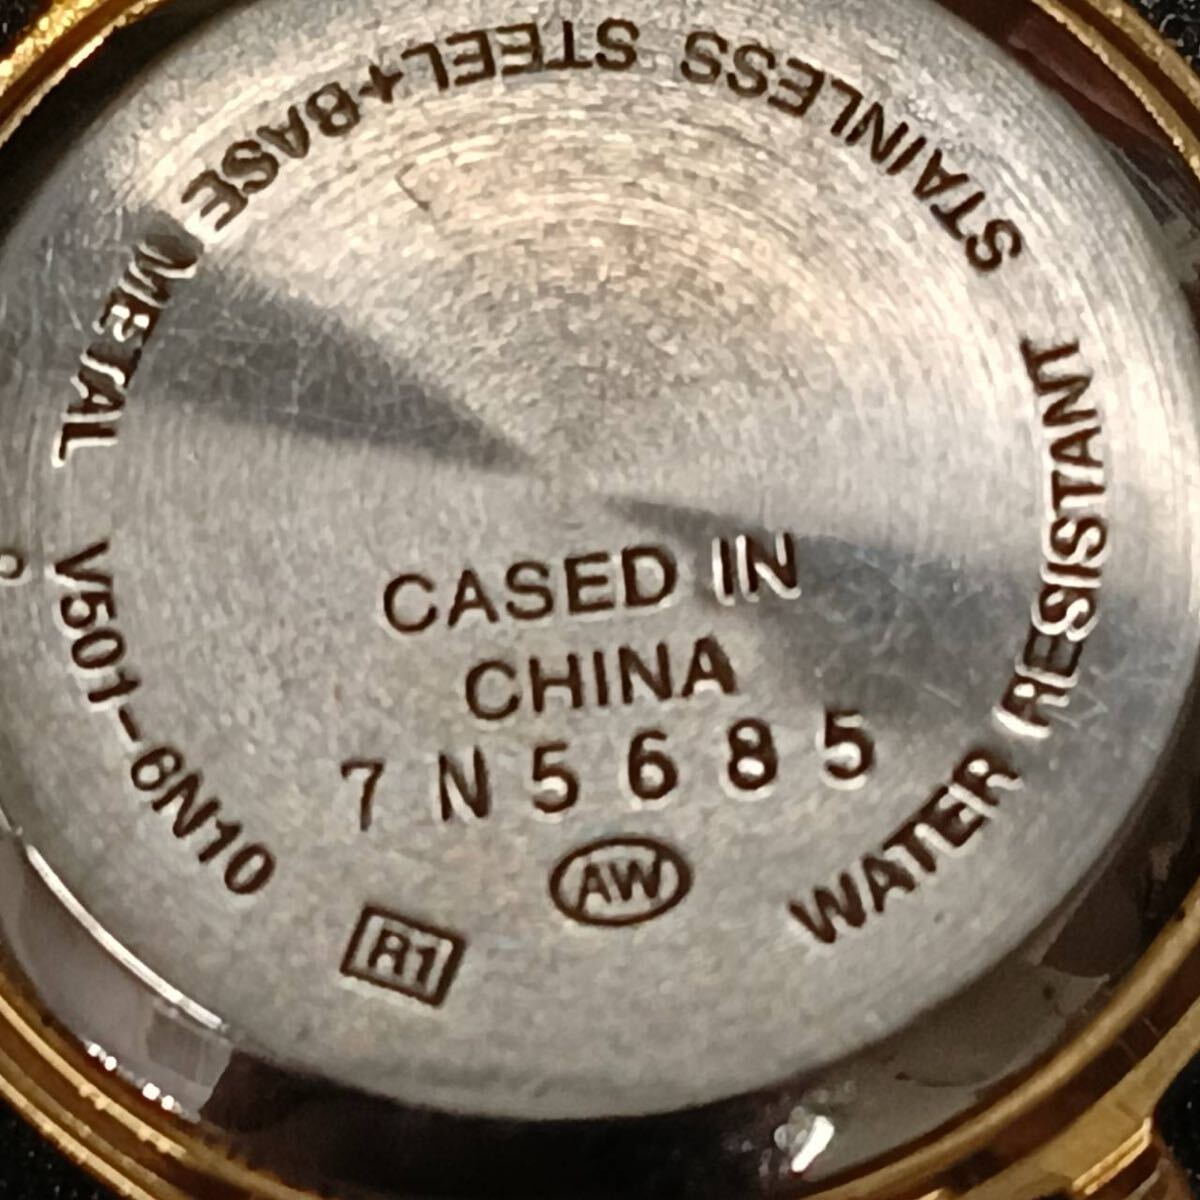 STAINLESS STEEL+BASE METAL
V501-6N10
WATER RESISTANT
CASED IN
CHINA
7N5685
AW
R1